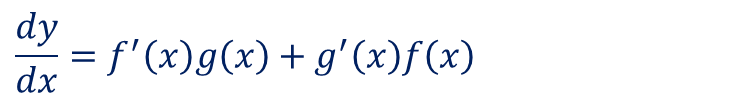 dy/dx = f′(x)g(x) + g′(x)f(x)